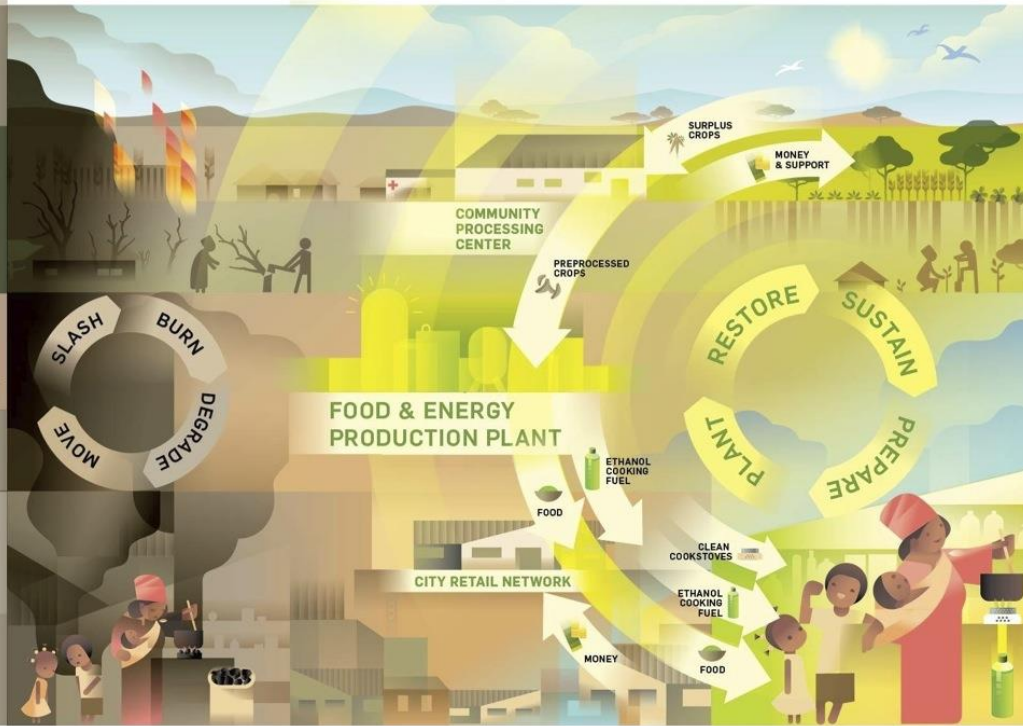 SURPLUS
CROPS
MONEY
& SUPPORT
COMMUNITY
PROCESSING
CENTER
PREPROCESSED
CROPS
SLASH
BURN
DEGRADE
MOVE
RESTORE
SUSTAIN
PREPARE
PLANT
FOOD & ENERGY
PRODUCTION PLANT
ETHANOL
COOKING
FUEL
FOOD
CLEAN
COOKSTOVES
CITY RETAIL NETWORK
ETHANOL
COOKING
FUEL
MONEY
FOOD